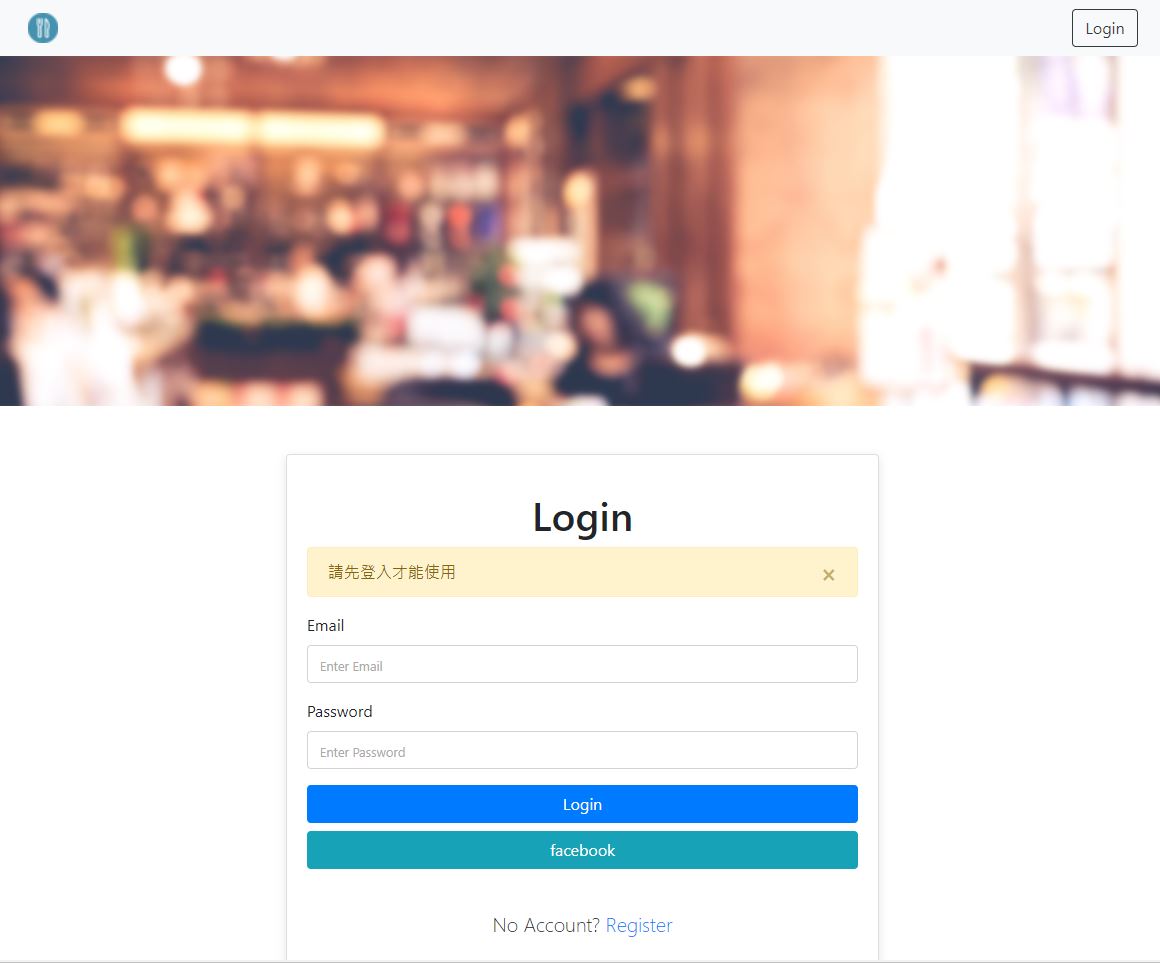 Login
Login
請先登入才能使用 ×
Email
Enter Email
Password
Enter Password
Login
facebook
No Account? Register